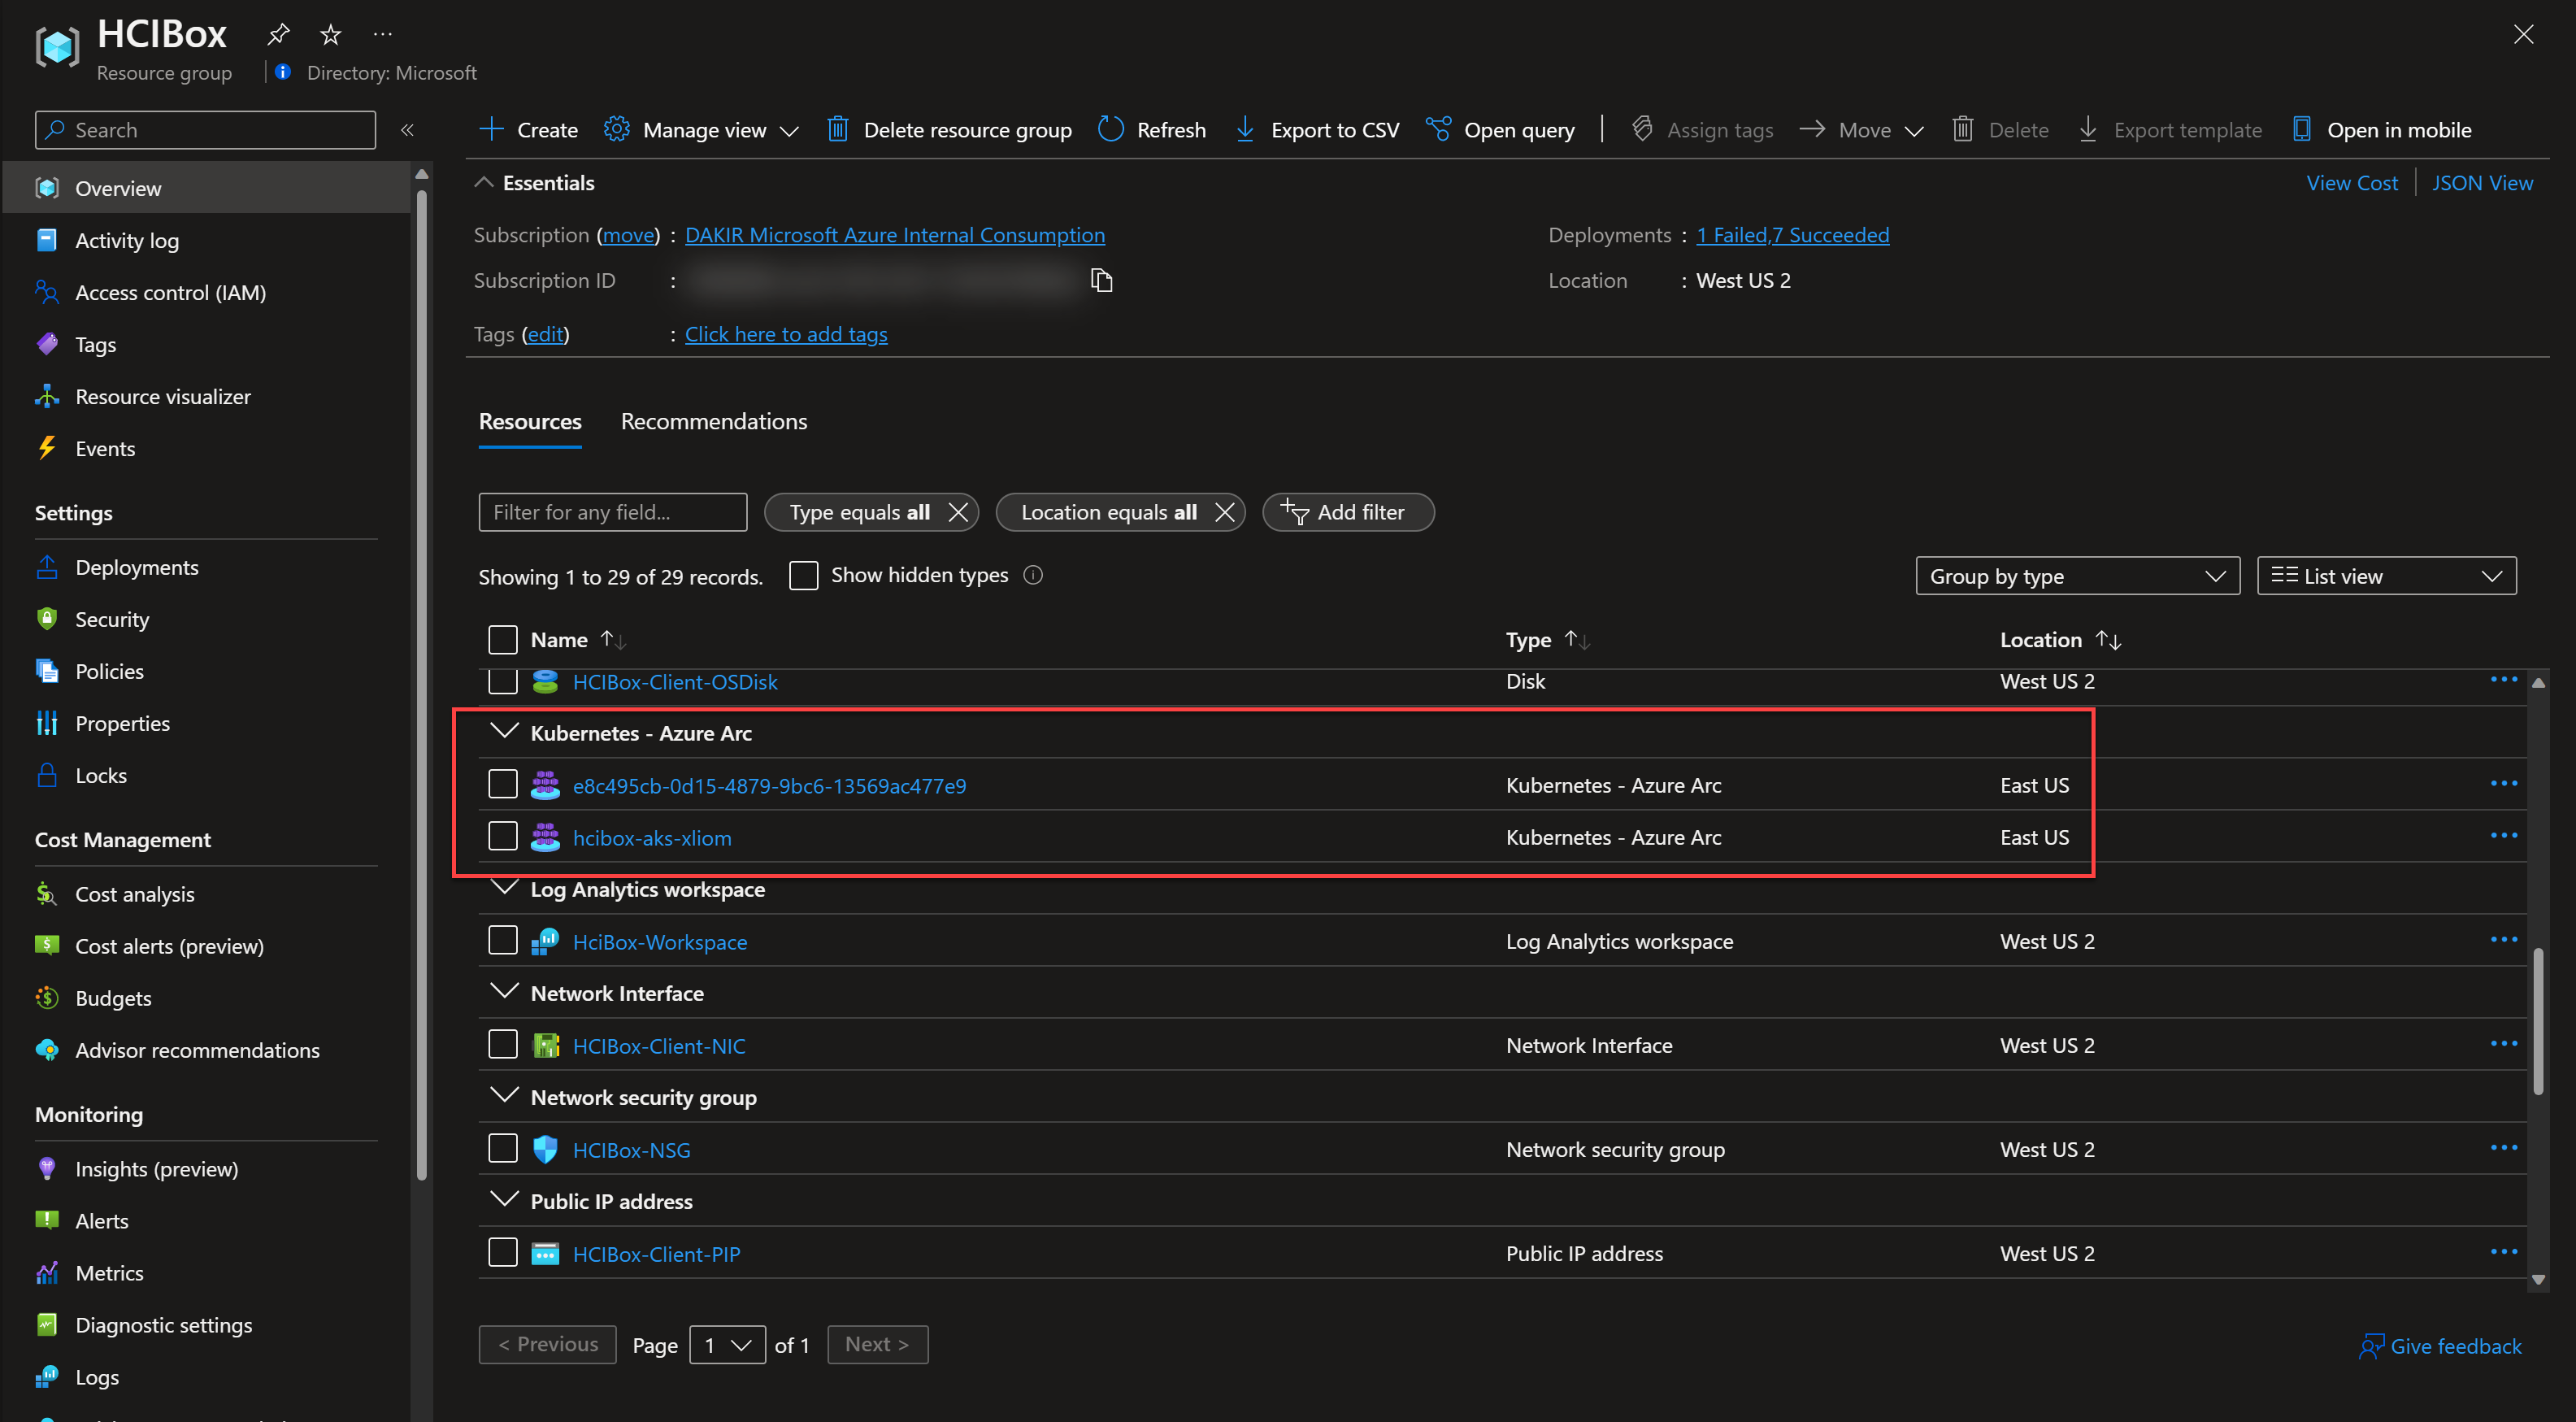 HCIBox
Resource group
Directory: Microsoft
Search
Create
Manage view
Delete resource group
Refresh
Export to CSV
Open query
Assign tags
Move
Delete
Export template
Open in mobile
Overview
Activity log
Access control (IAM)
Tags
Resource visualizer
Events
Settings
Deployments
Security
Policies
Properties
Locks
Cost Management
Cost analysis
Cost alerts (preview)
Budgets
Advisor recommendations
Monitoring
Insights (preview)
Alerts
Metrics
Diagnostic settings
Logs
Essentials
View Cost
JSON View
Subscription (move) : DAKIR Microsoft Azure Internal Consumption
Deployments : 1 Failed,7 Succeeded
Subscription ID :
Location : West US 2
Tags (edit) : Click here to add tags
Resources Recommendations
Filter for any field...
Type equals all
Location equals all
Add filter
Showing 1 to 29 of 29 records.
Show hidden types
Group by type
List view
Name Type Location
HCIBox-Client-OSDisk Disk West US 2
Kubernetes - Azure Arc
e8c495cb-0d15-4879-9bc6-13569ac477e9 Kubernetes - Azure Arc East US
hcibox-aks-xliom Kubernetes - Azure Arc East US
Log Analytics workspace
HciBox-Workspace Log Analytics workspace West US 2
Network Interface
HCIBox-Client-NIC Network Interface West US 2
Network security group
HCIBox-NSG Network security group West US 2
Public IP address
HCIBox-Client-PIP Public IP address West US 2
< Previous Page 1 of 1 Next >
Give feedback